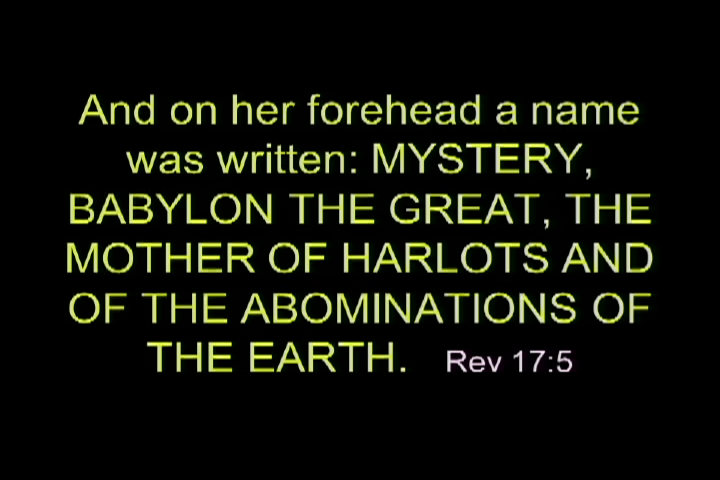 And on her forehead a name
was written: MYSTERY,
BABYLON THE GREAT, THE
MOTHER OF HARLOTS AND
OF THE ABOMINATIONS OF
THE EARTH. Rev 17:5